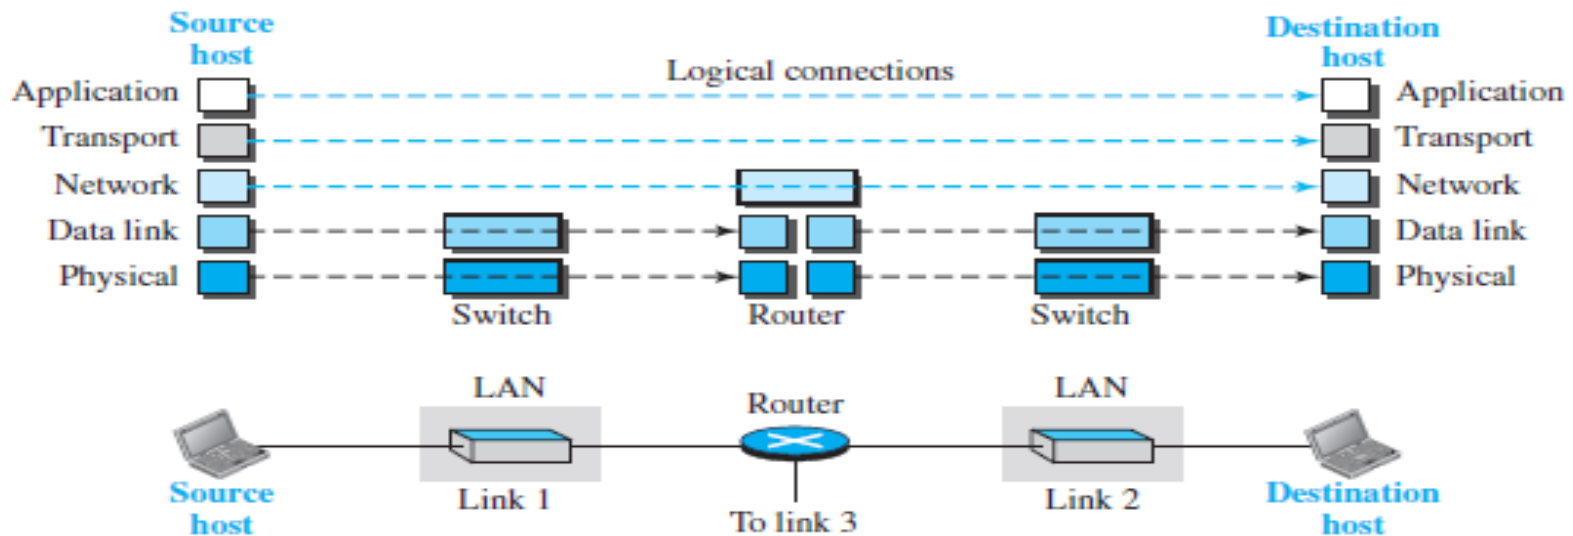 Source
host
Destination
host
Logical connections
Application
Application
Transport
Transport
Network
Network
Data link
Data link
Physical
Physical
Switch
Router
Switch
LAN
Router
LAN
Source
host
Link 1
To link 3
Link 2
Destination
host